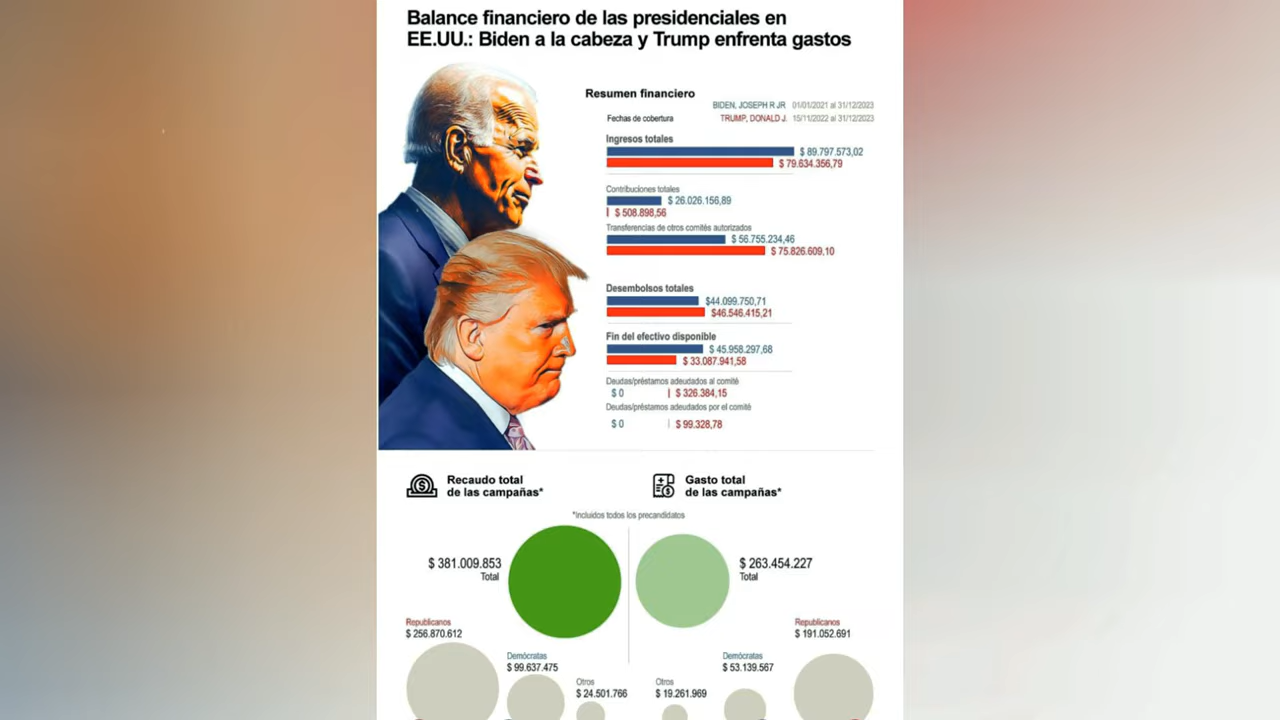 Balance financiero de las presidenciales en
EE.UU.: Biden a la cabeza y Trump enfrenta gastos
Resumen financiero
BIDEN, JOSEPH R JR 01/01/2021 al 31/12/2023
Fechas de cobertura TRUMP, DONALD J. 15/11/2022 al 31/12/2023
Ingresos totales
$ 89.797.573,02
$ 79.634.356,79
Contribuciones totales
$ 26.026.156,89
$ 508.898,56
Transferencias de otros comités autorizados
$ 56.755.234,46
$ 75.826.609,10
Desembolsos totales
$44.099.750,71
$46.546.415,21
Fin del efectivo disponible
$ 45.958.297,68
$ 33.087.941,58
Deudas/préstamos adeudados al comité
$ 0 $ 326.384,15
Deudas/préstamos adeudados por el comité
$ 0 $ 99.328,78
Recaudo total
de las campañas*
Gasto total
de las campañas*
*Incluidos todos los precandidatos
$ 381.009.853
Total
$ 263.454.227
Total
Republicanos
$ 256.870.612
Demócratas
$ 99.637.475
Otros
$ 24.501.766
Otros
$ 19.261.969
Demócratas
$ 53.139.567
Republicanos
$ 191.052.691